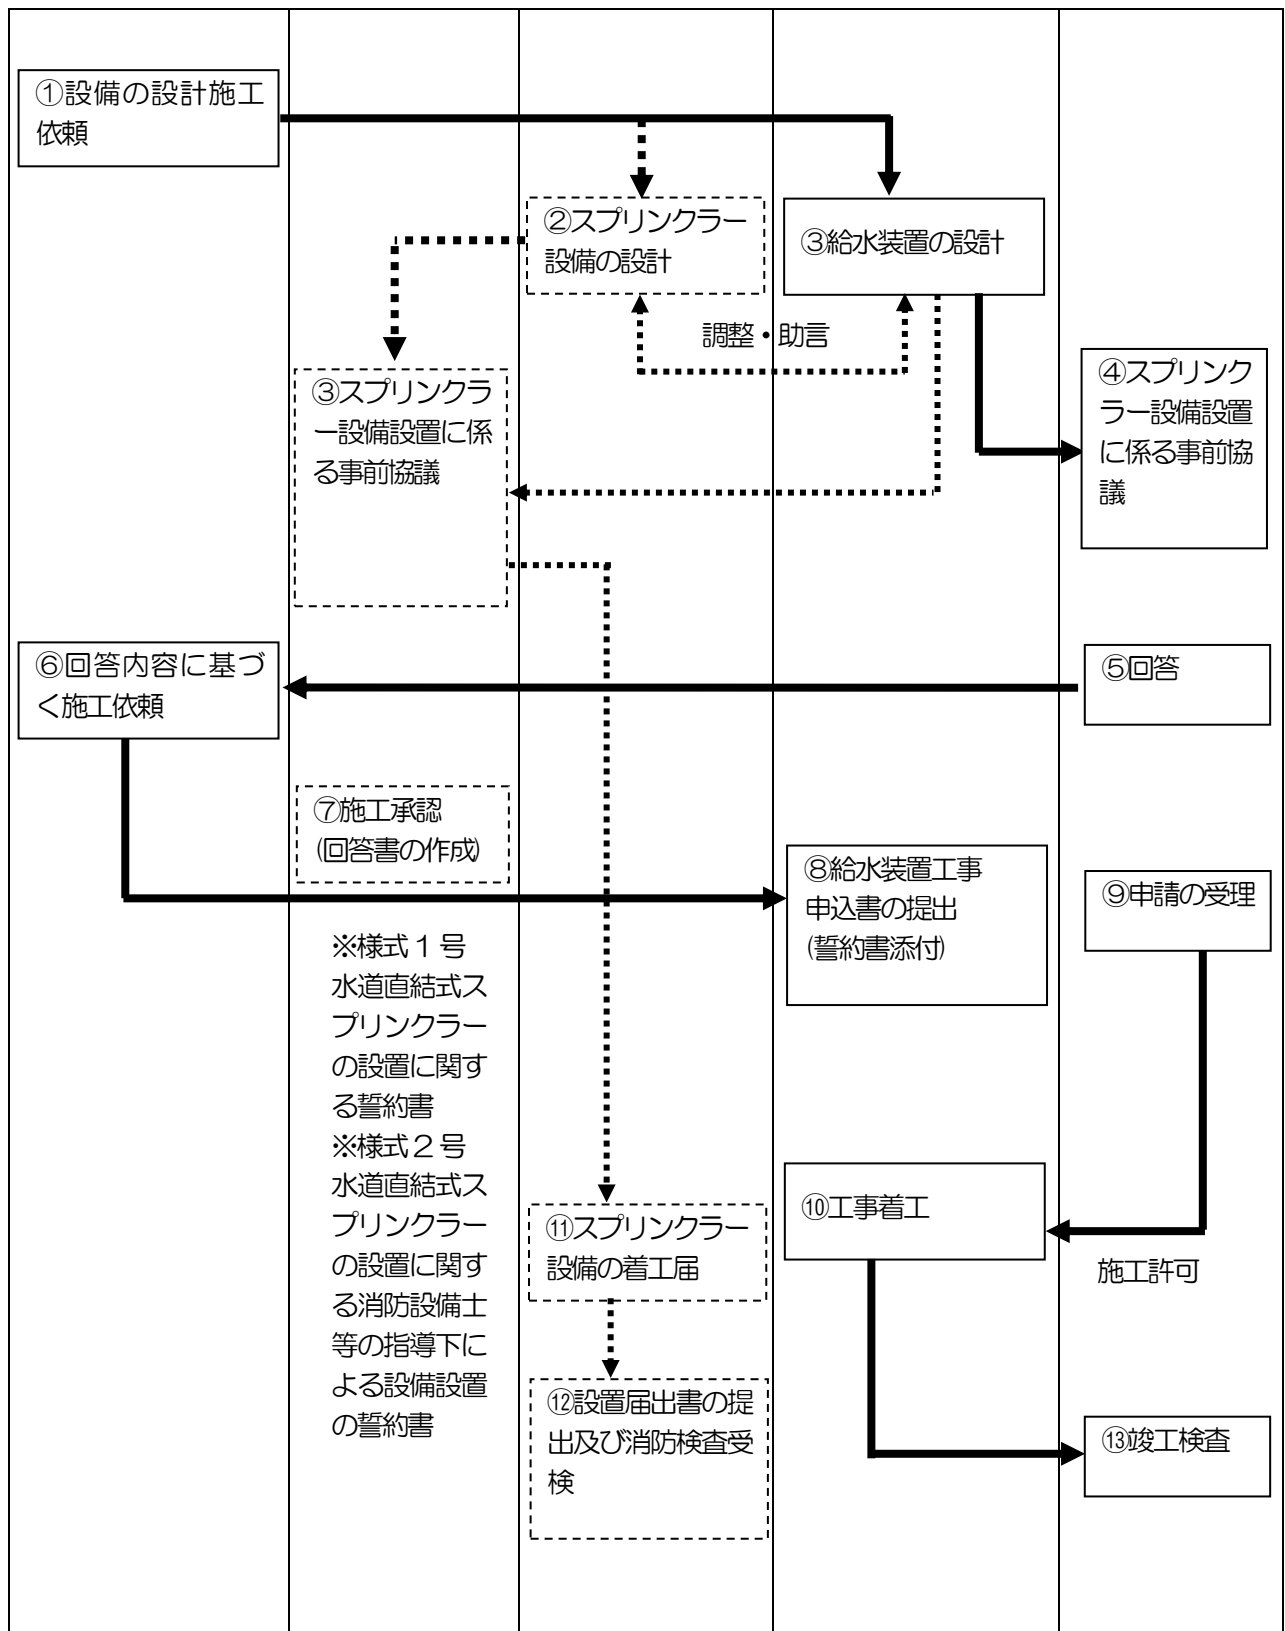 ①設備の設計施工
依頼
②スプリンクラー
設備の設計
③給水装置の設計
調整・助言
③スプリンクラ
ー設備設置に係
る事前協議
④スプリンク
ラー設備設置
に係る事前協
議
⑤回答
⑥回答内容に基づ
く施工依頼
⑦施工承認
(回答書の作成)
⑧給水装置工事
申込書の提出
(誓約書添付)
⑨申請の受理
※様式1号
水道直結式ス
プリンクラー
の設置に関す
る誓約書
※様式2号
水道直結式ス
プリンクラー
の設置に関す
る消防設備士
等の指導下に
よる設備設置
の誓約書
⑩工事着工
施工許可
⑪スプリンクラー
設備の着工届
⑫設置届出書の提
出及び消防検査受
検
⑬竣工検査